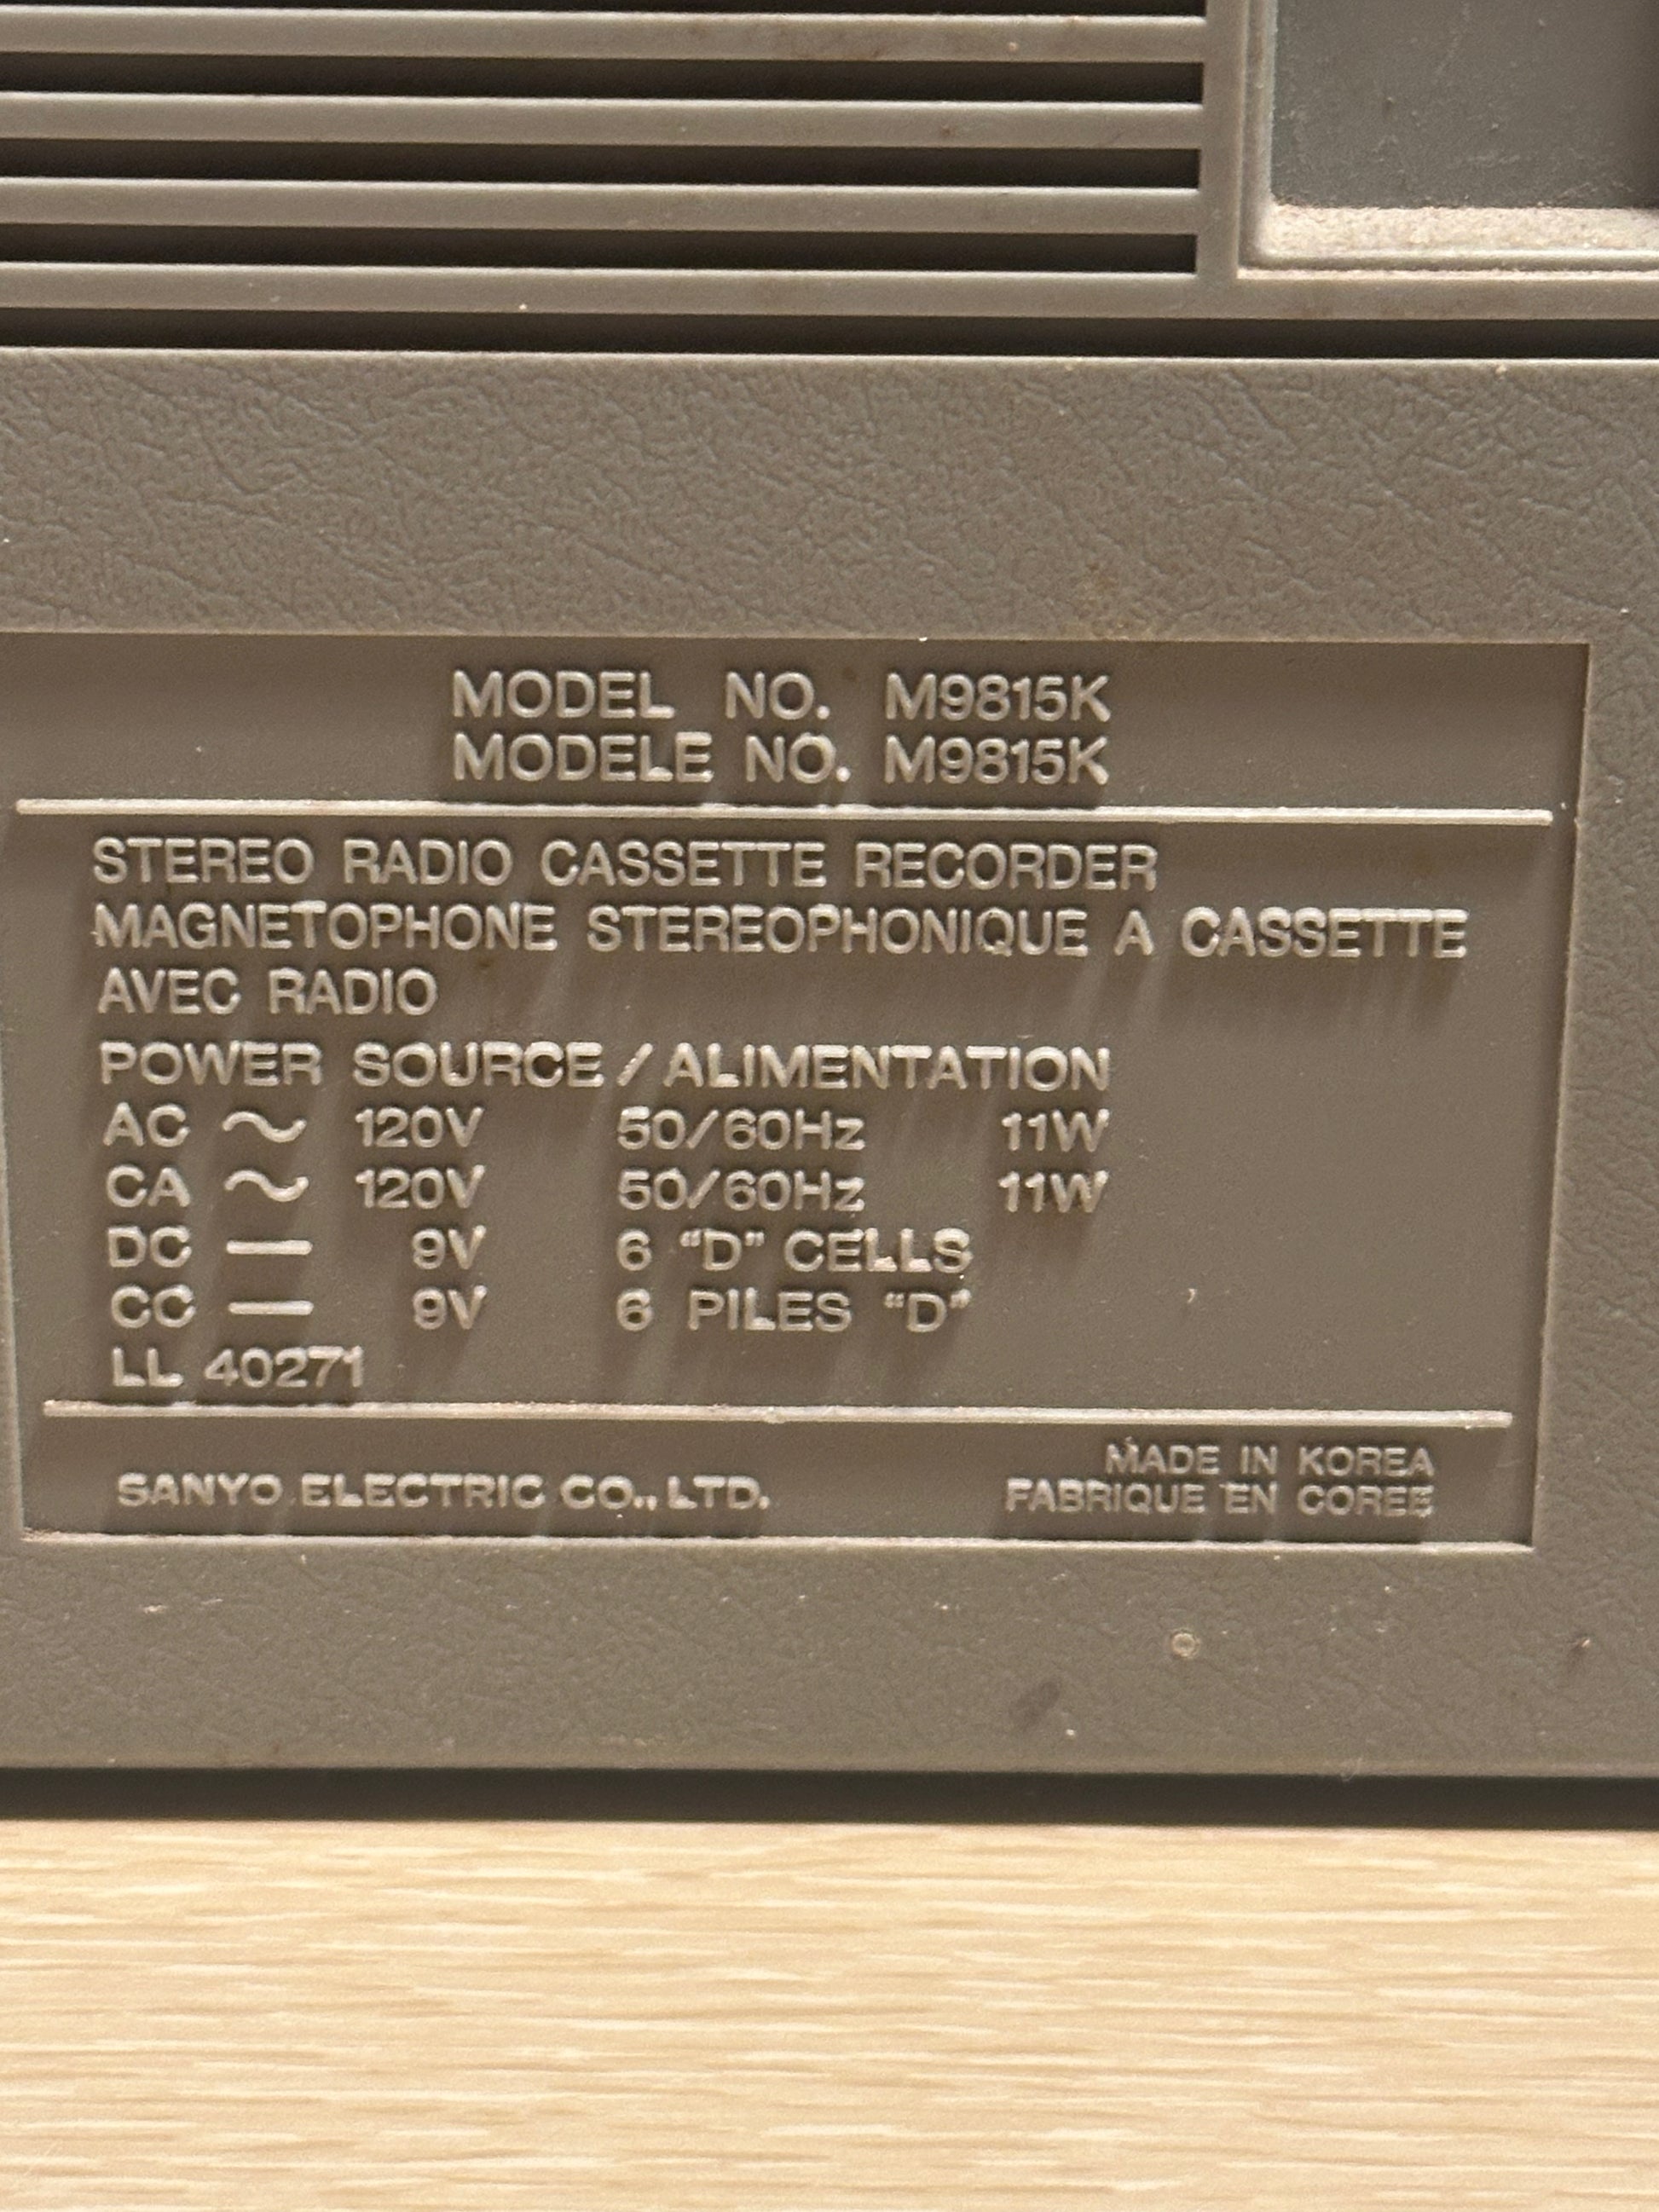 MODEL NO. M9815K
MODELE NO. M9815K
STEREO RADIO CASSETTE RECORDER
MAGNETOPHONE STEREOPHONIQUE A CASSETTE
AVEC RADIO
POWER SOURCE/ALIMENTATION
AC ~ 120V 50/60Hz 11W
CA ~ 120V 50/60Hz 11W
DC — 9V 6 “D” CELLS
CC — 9V 6 PILES “D”
LL 40271
SANYO ELECTRIC CO., LTD.
MADE IN KOREA
FABRIQUE EN COREE